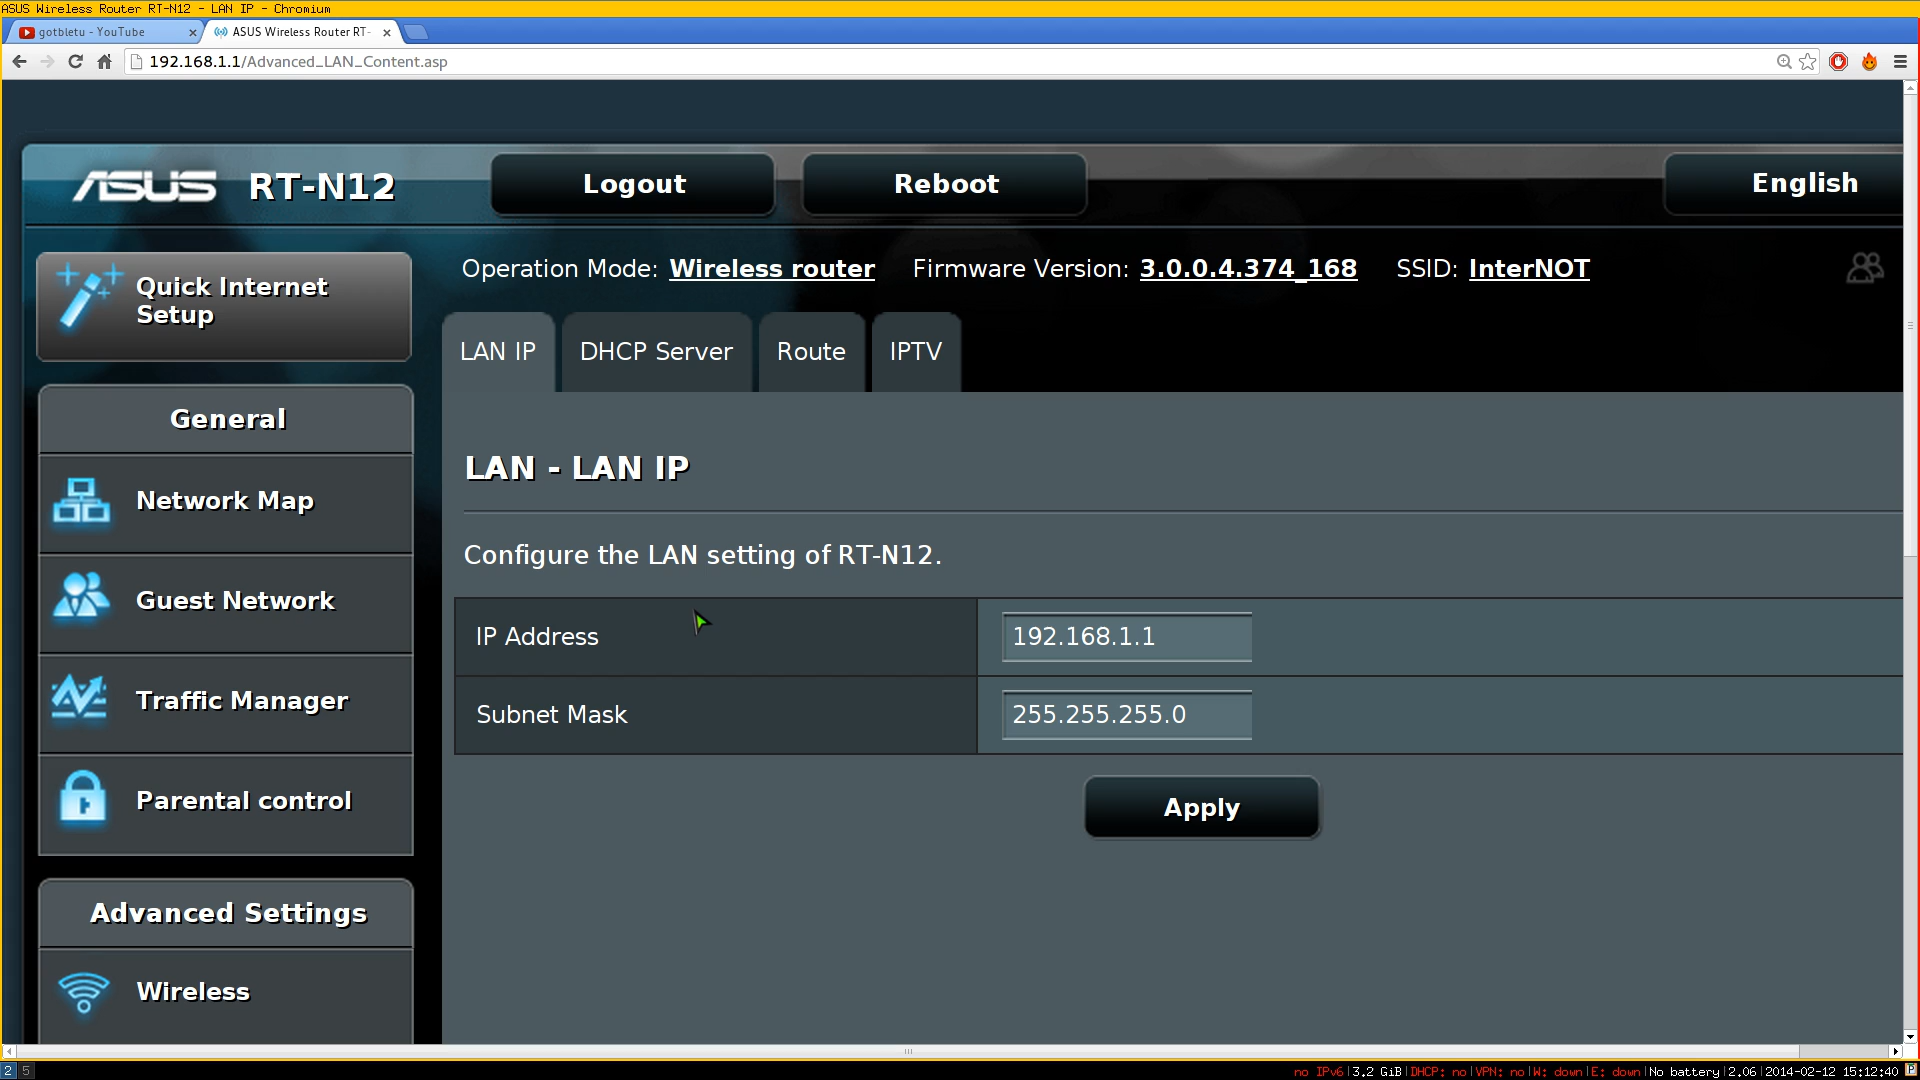 ASUS Wireless Router RT-N12 - LAN IP - Chromium
gotbletu - YouTube
ASUS Wireless Router RT-
192.168.1.1/Advanced_LAN_Content.asp
ASUS RT-N12
Logout
Reboot
English
Quick Internet
Setup
Operation Mode: Wireless router Firmware Version: 3.0.0.4.374_168 SSID: InterNOT
LAN IP
DHCP Server
Route
IPTV
General
Network Map
Guest Network
Traffic Manager
Parental control
Advanced Settings
Wireless
LAN - LAN IP
Configure the LAN setting of RT-N12.
IP Address
192.168.1.1
Subnet Mask
255.255.255.0
Apply
2 5
no IPv6|3.2 GiB|DHCP: no|VPN: no|W: down|E: down|No battery|2.06|2014-02-12 15:12:40
P